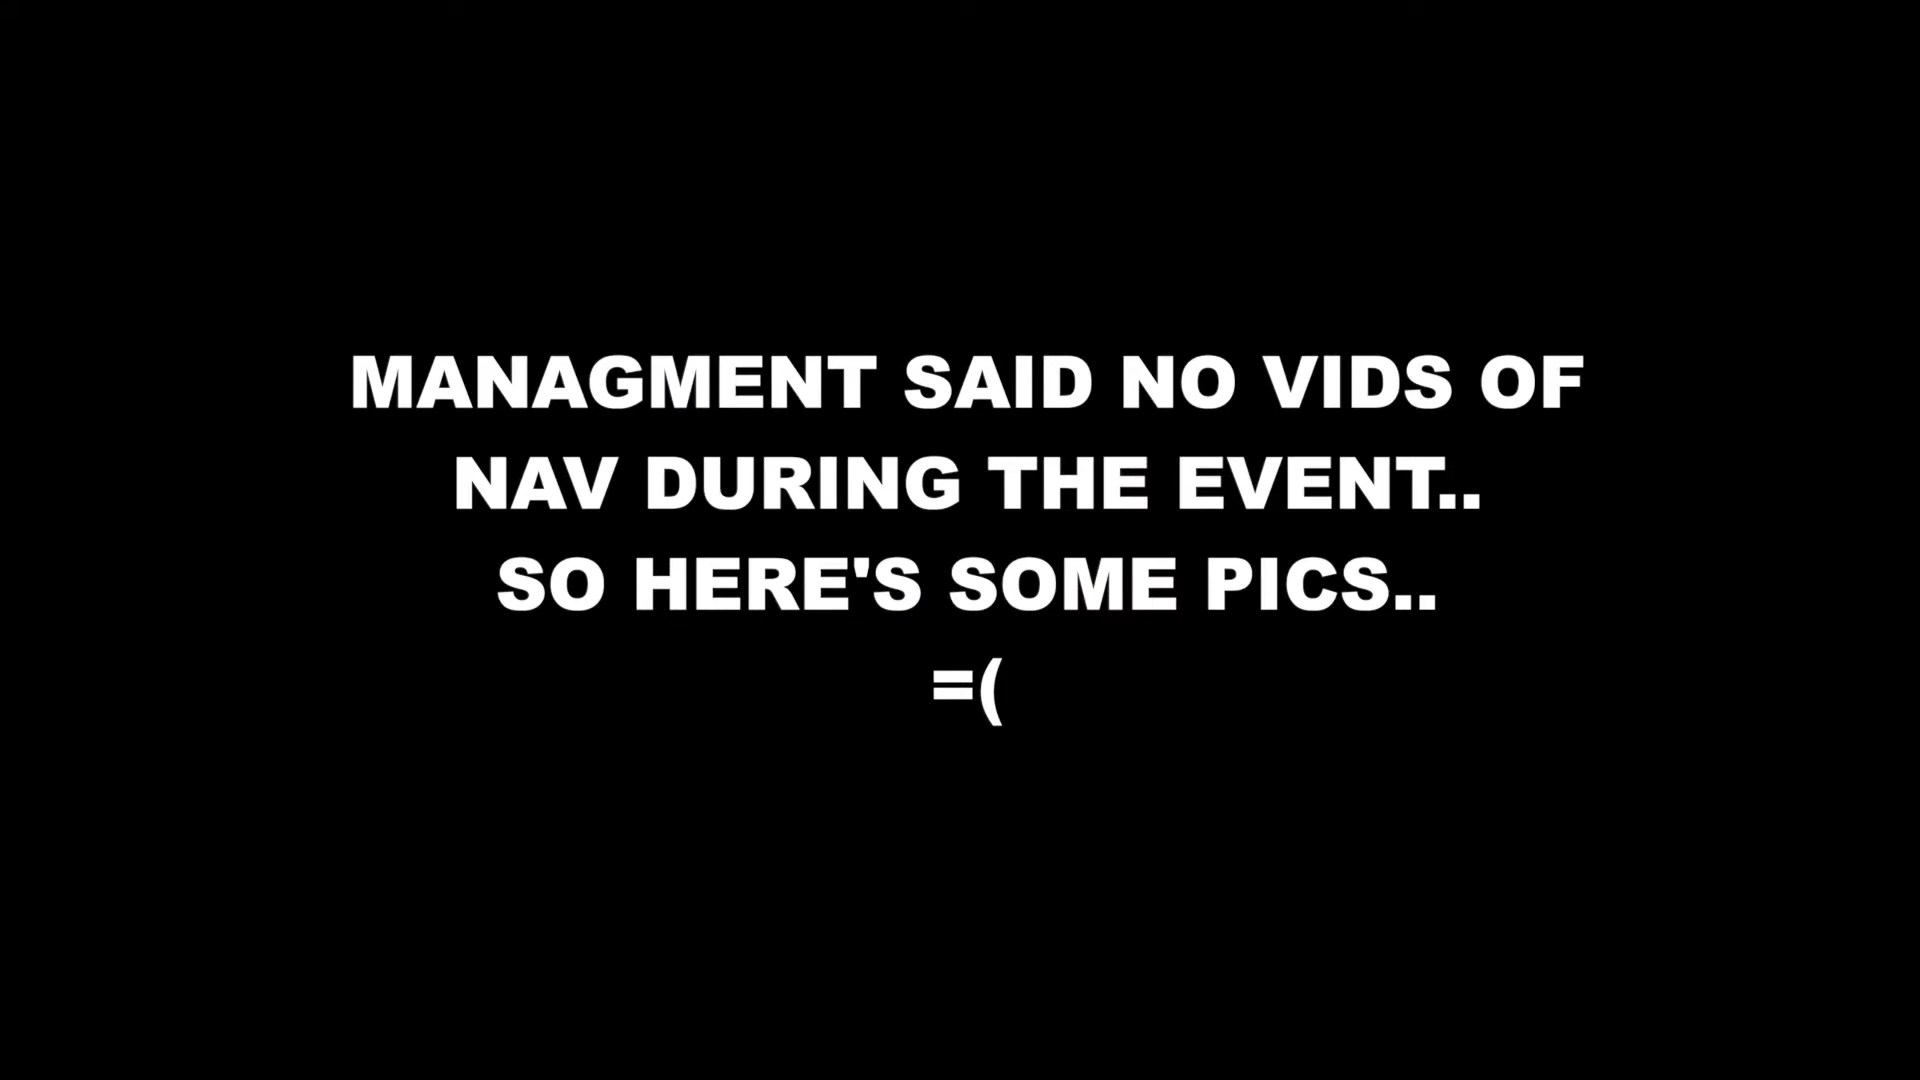 MANAGMENT SAID NO VIDS OF
NAV DURING THE EVENT..
SO HERE'S SOME PICS..
=(